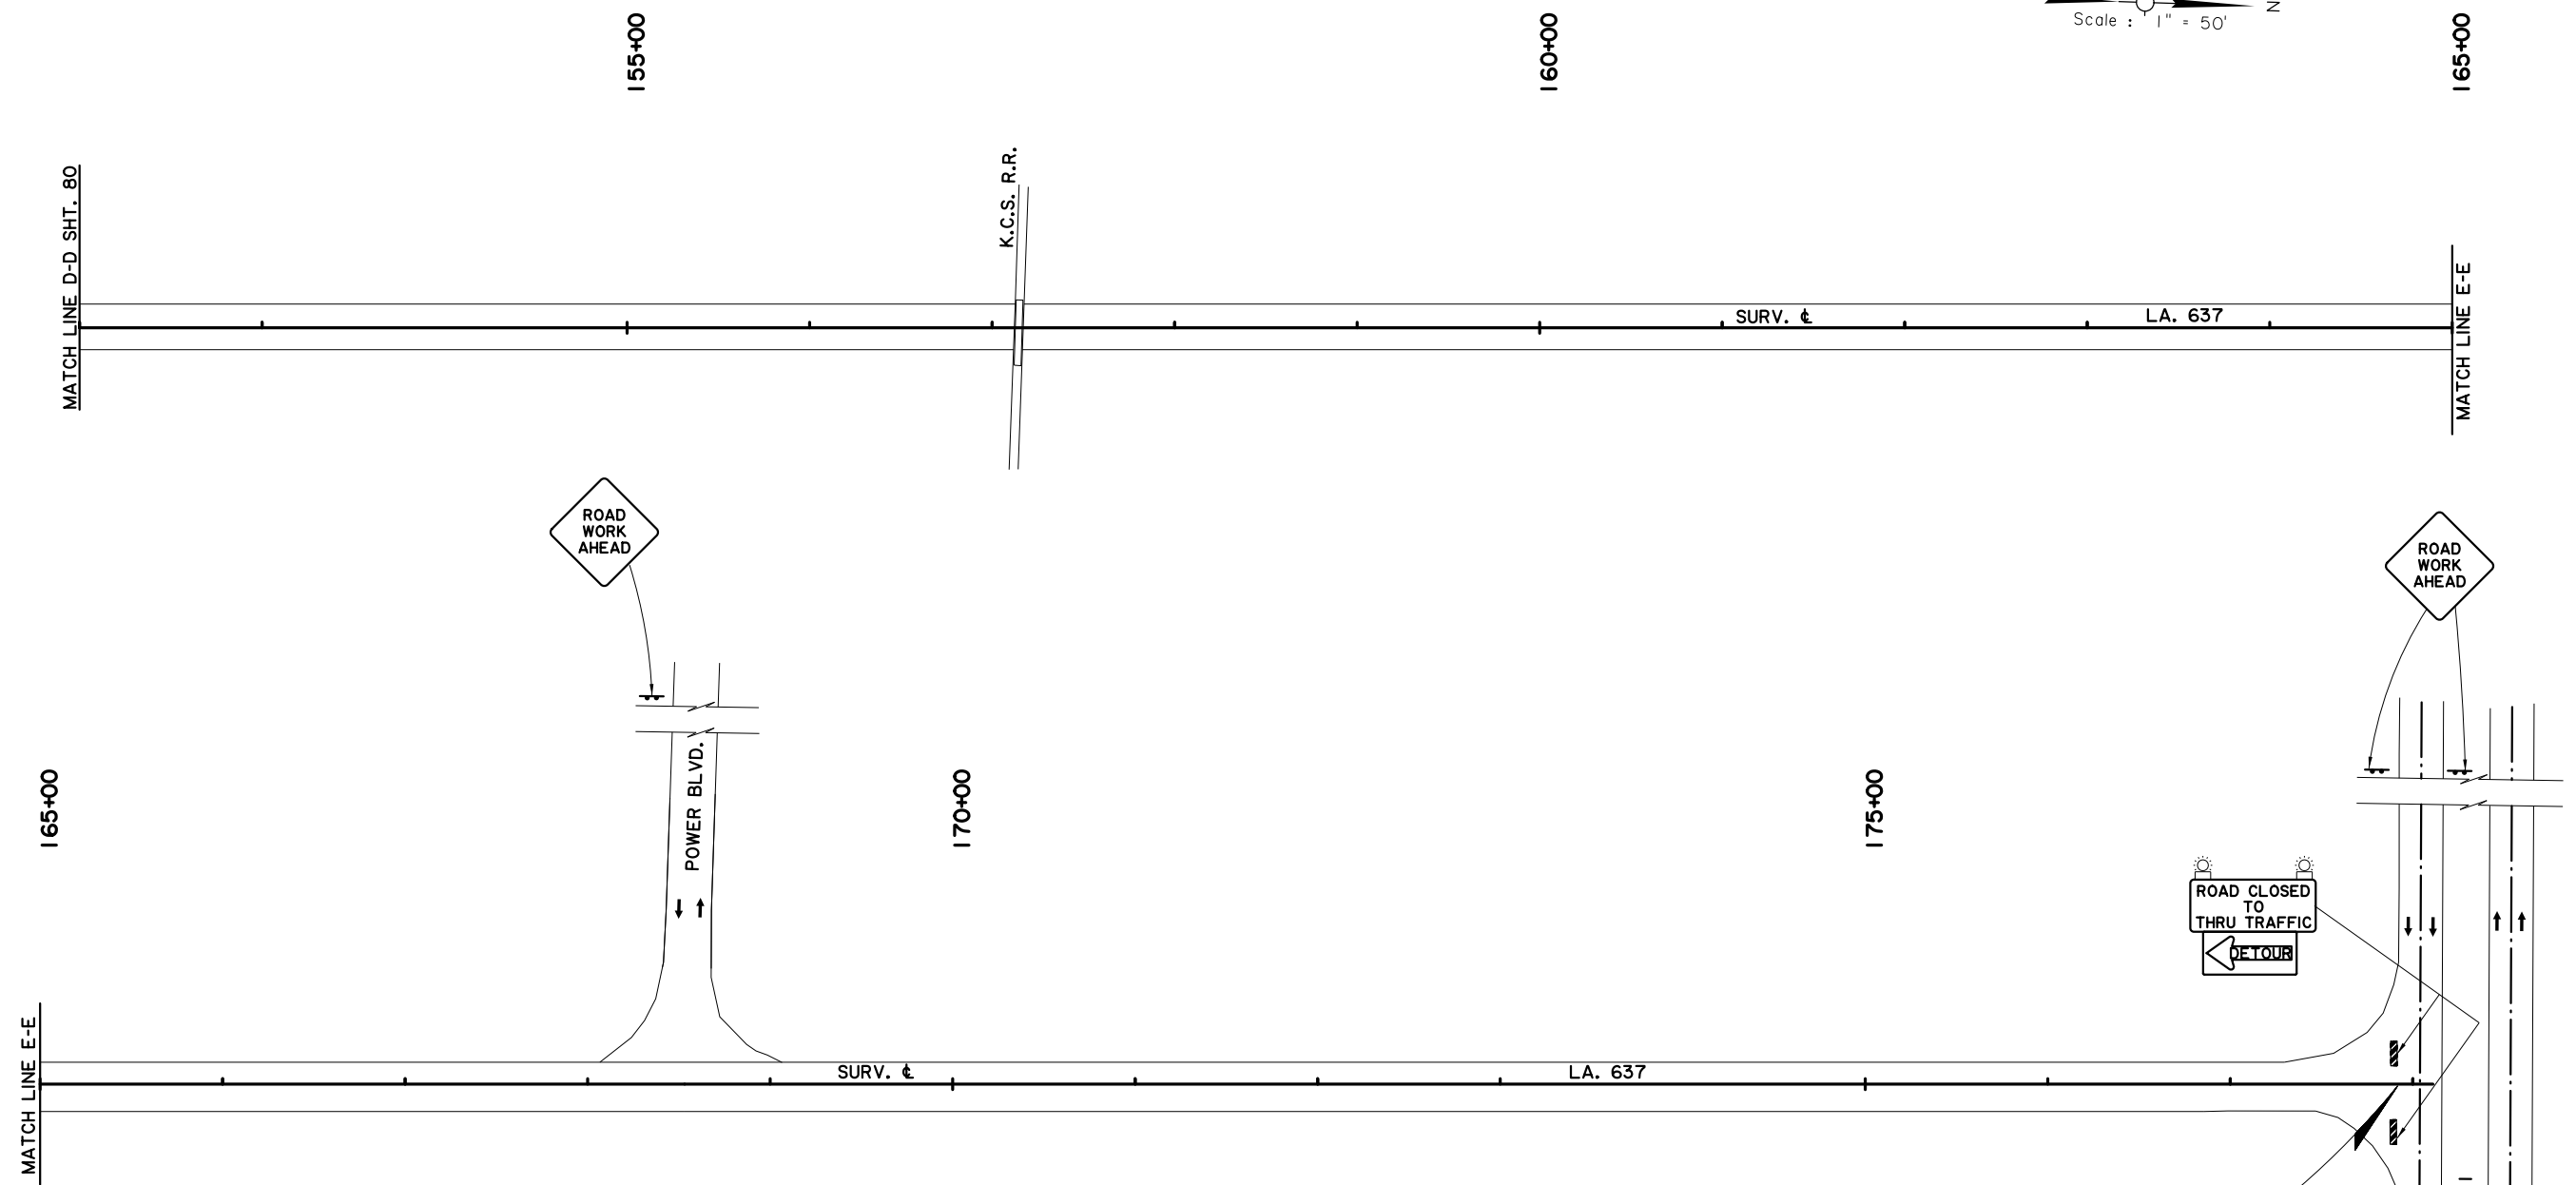 N
Scale : 1" = 50'
155+00
160+00
165+00
MATCH LINE D-D SHT. 80
K.C.S. R.R.
SURV. ℄
LA. 637
MATCH LINE E-E
ROAD
WORK
AHEAD
ROAD
WORK
AHEAD
POWER BLVD.
165+00
170+00
175+00
ROAD CLOSED
TO
THRU TRAFFIC
DETOUR
MATCH LINE E-E
SURV. ℄
LA. 637